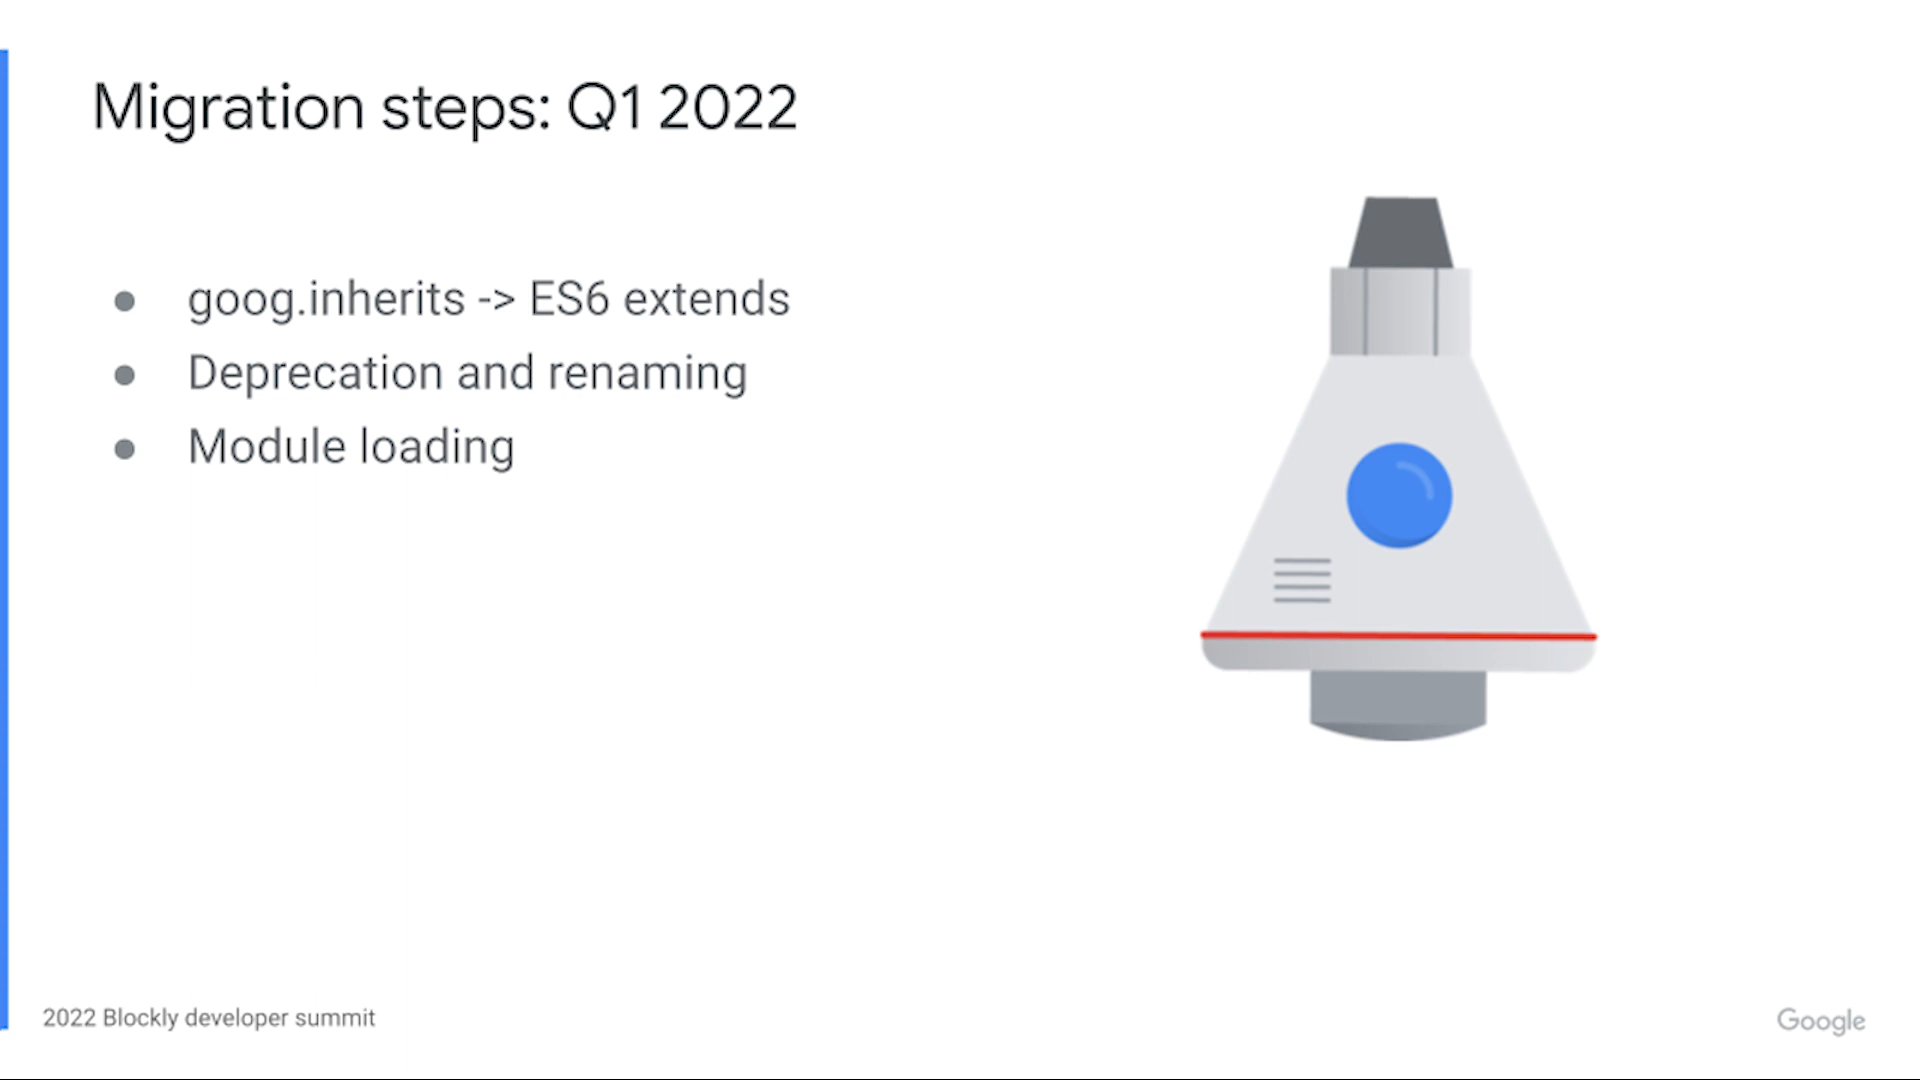 Migration steps: Q1 2022
● goog.inherits -> ES6 extends
● Deprecation and renaming
● Module loading
2022 Blockly developer summit
Google